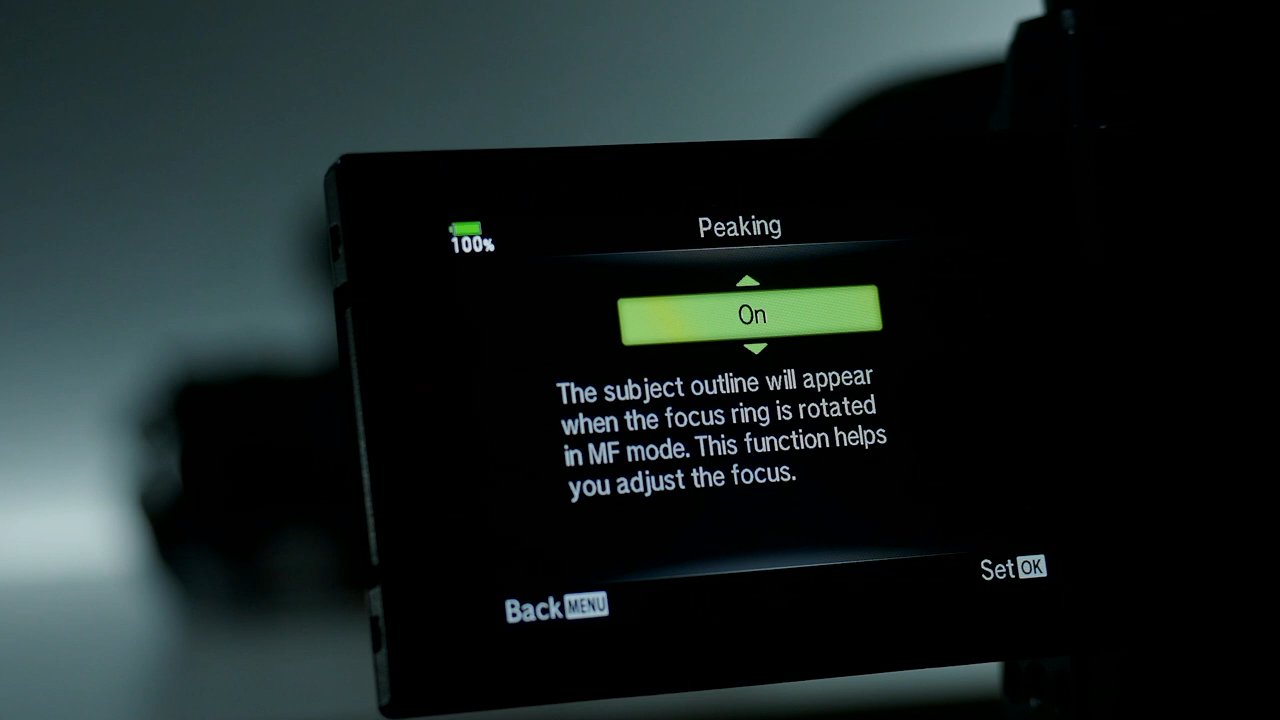 100%
Peaking
On
The subject outline will appear
when the focus ring is rotated
in MF mode. This function helps
you adjust the focus.
Set OK
Back MENU